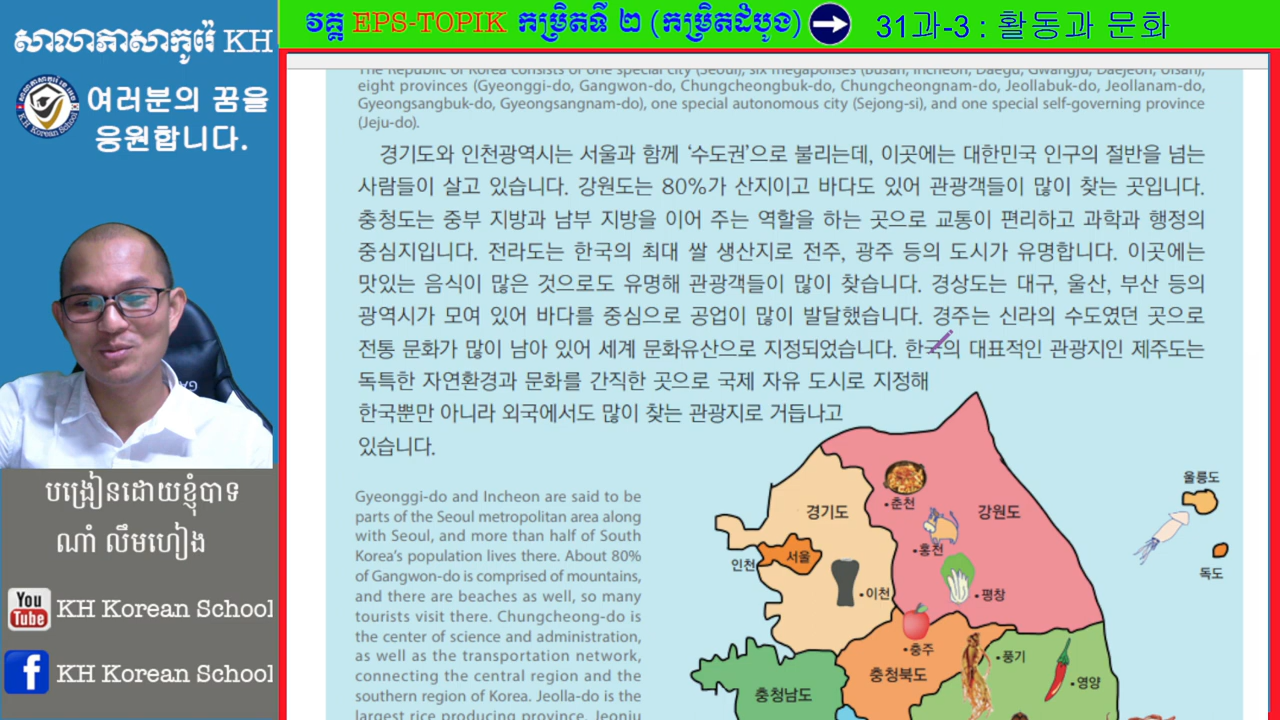 សាលាភាសាកូរ៉េ KH
여러분의 꿈을
응원합니다.
KH Korean School
បង្រៀនដោយខ្ញុំបាទ
ណាំ លឹមហៀង
You Tube KH Korean School
f KH Korean School
វគ្គ EPS-TOPIK កម្រិតទី ២ (កម្រិតដំបូង) 31과-3 : 활동과 문화
The Republic of Korea consists of one special city (Seoul), six megapolises (Busan, Incheon, Daegu, Gwangju, Daejeon, Ulsan),
eight provinces (Gyeonggi-do, Gangwon-do, Chungcheongbuk-do, Chungcheongnam-do, Jeollabuk-do, Jeollanam-do,
Gyeongsangbuk-do, Gyeongsangnam-do), one special autonomous city (Sejong-si), and one special self-governing province
(Jeju-do).
경기도와 인천광역시는 서울과 함께 ‘수도권’으로 불리는데, 이곳에는 대한민국 인구의 절반을 넘는
사람들이 살고 있습니다. 강원도는 80%가 산지이고 바다도 있어 관광객들이 많이 찾는 곳입니다.
충청도는 중부 지방과 남부 지방을 이어 주는 역할을 하는 곳으로 교통이 편리하고 과학과 행정의
중심지입니다. 전라도는 한국의 최대 쌀 생산지로 전주, 광주 등의 도시가 유명합니다. 이곳에는
맛있는 음식이 많은 것으로도 유명해 관광객들이 많이 찾습니다. 경상도는 대구, 울산, 부산 등의
광역시가 모여 있어 바다를 중심으로 공업이 많이 발달했습니다. 경주는 신라의 수도였던 곳으로
전통 문화가 많이 남아 있어 세계 문화유산으로 지정되었습니다. 한국의 대표적인 관광지인 제주도는
독특한 자연환경과 문화를 간직한 곳으로 국제 자유 도시로 지정해
한국뿐만 아니라 외국에서도 많이 찾는 관광지로 거듭나고
있습니다.
Gyeonggi-do and Incheon are said to be
parts of the Seoul metropolitan area along
with Seoul, and more than half of South
Korea’s population lives there. About 80%
of Gangwon-do is comprised of mountains,
and there are beaches as well, so many
tourists visit there. Chungcheong-do is
the center of science and administration,
as well as the transportation network,
connecting the central region and the
southern region of Korea. Jeolla-do is the
largest rice producing province. Jeonju
경기도
춘천
강원도
울릉도
홍천
서울
인천
독도
이천
평창
충주
풍기
충청북도
영양
충청남도